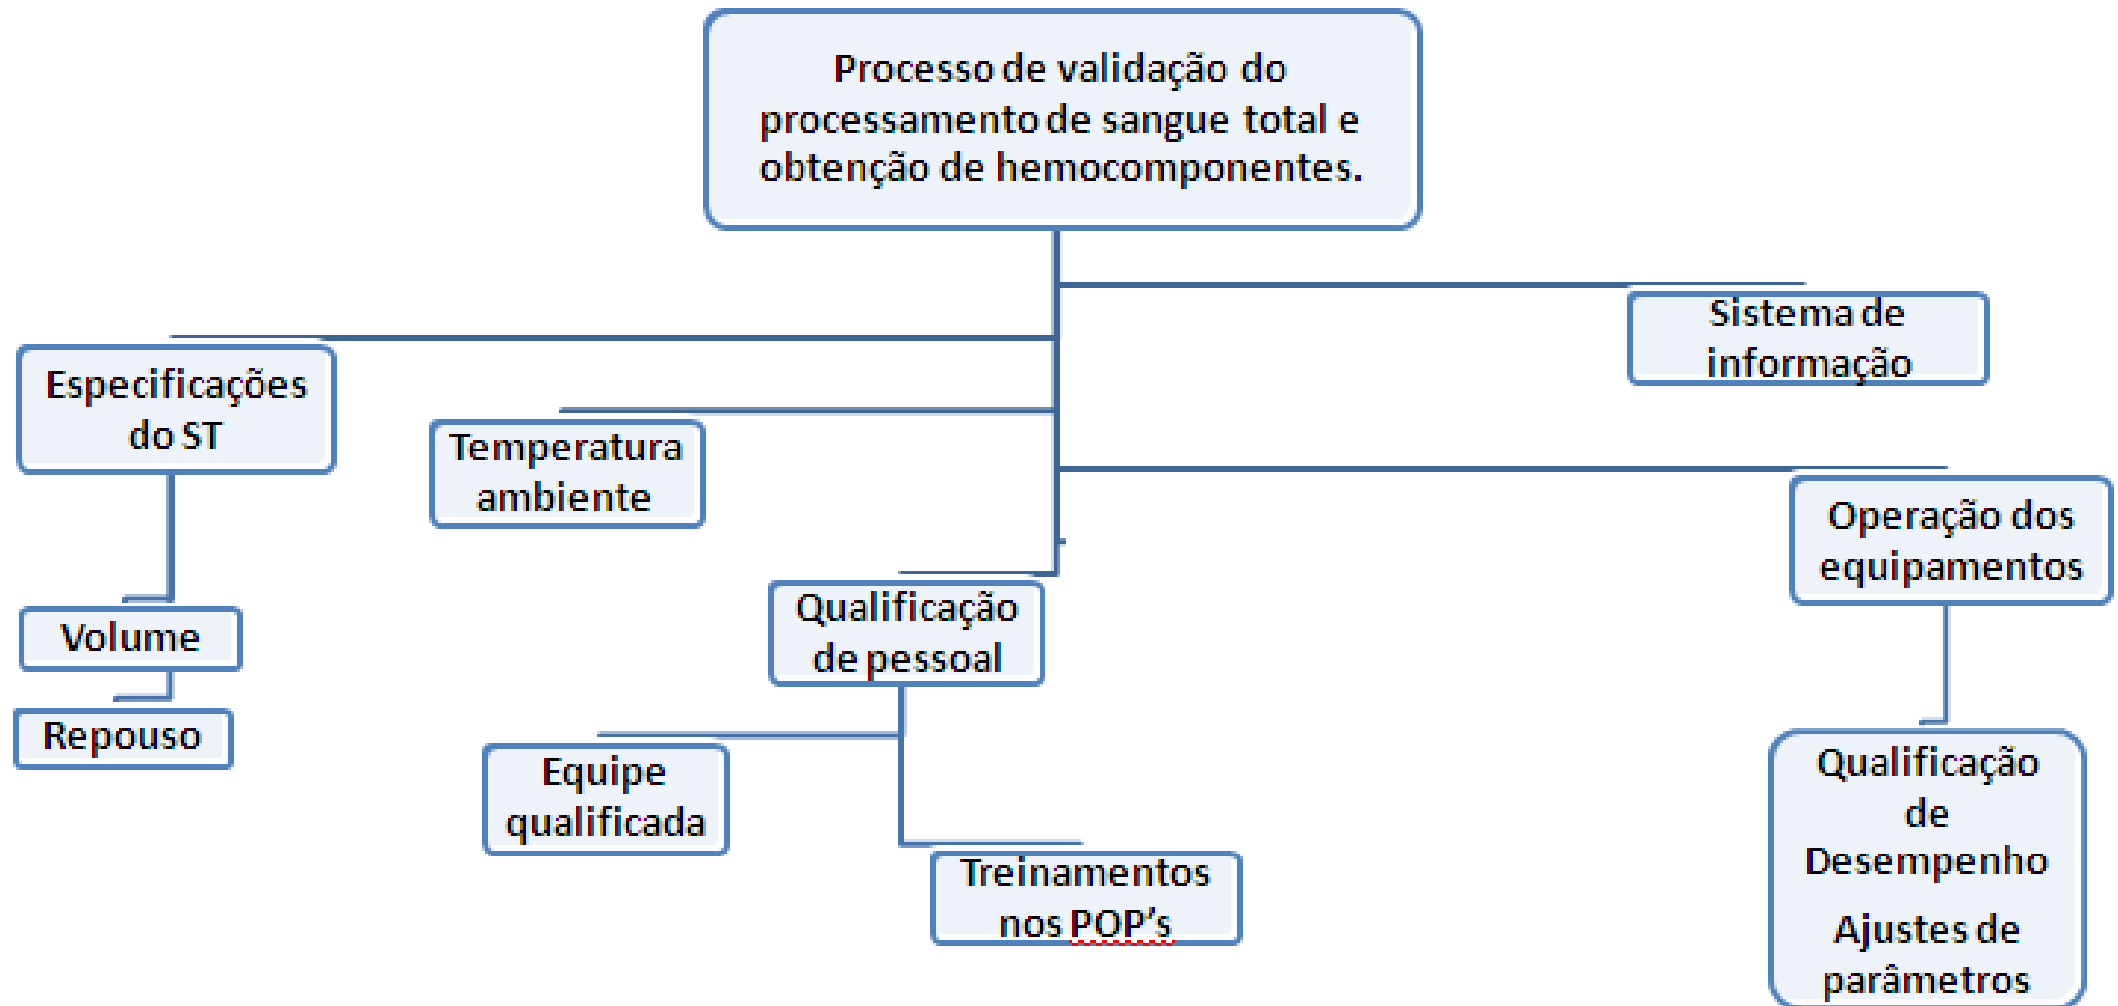 Processo de validação do
processamento de sangue total e
obtenção de hemocomponentes.
Sistema de
informação
Especificações
do ST
Temperatura
ambiente
Operação dos
equipamentos
Qualificação
de pessoal
Volume
Repouso
Equipe
qualificada
Treinamentos
nos POP's
Qualificação
de
Desempenho
Ajustes de
parâmetros